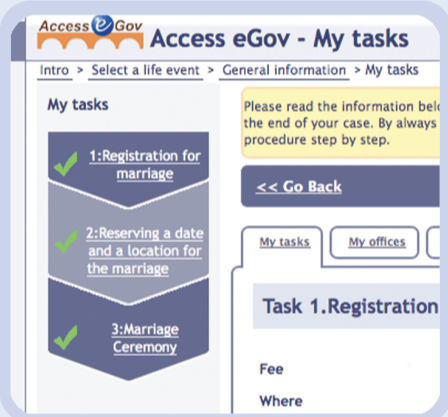 Access eGov
Access eGov - My tasks
Intro > Select a life event > General information > My tasks
My tasks
1:Registration for
marriage
2:Reserving a date
and a location for
the marriage
3:Marriage
Ceremony
Please read the information
the end of your case. By always
procedure step by step.
<< Go Back
My tasks
My offices
Task 1.Registration
Fee
Where